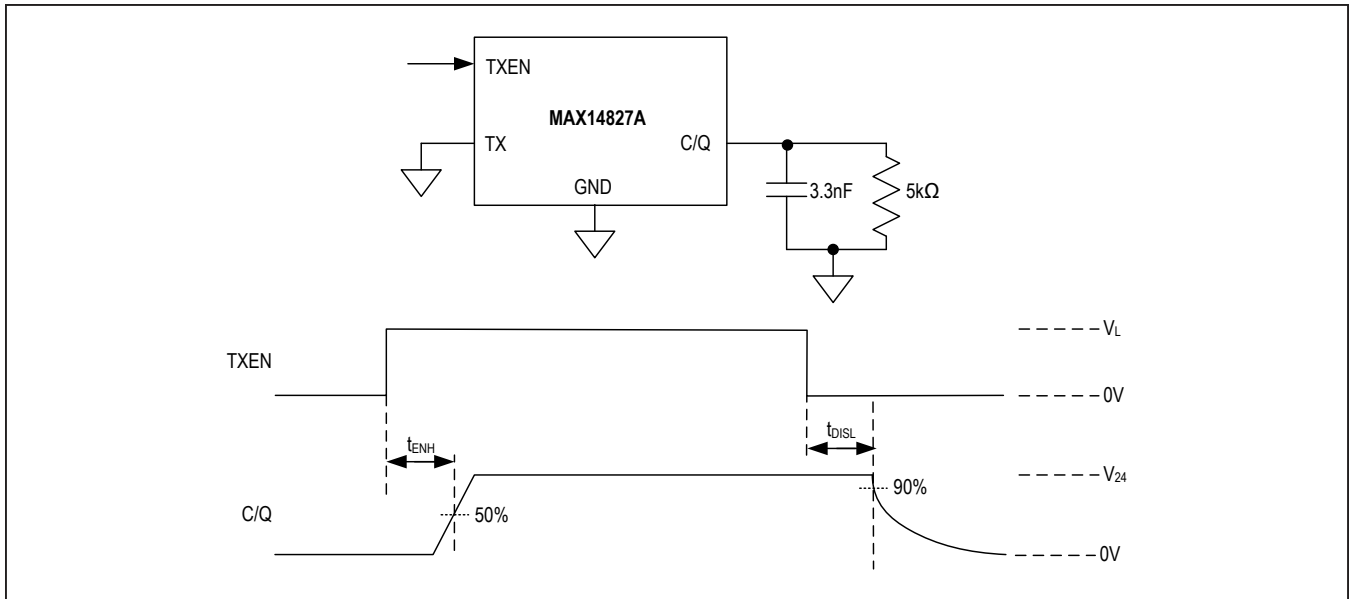 TXEN
MAX14827A
TX
C/Q
GND
3.3nF
5kΩ
TXEN
VL
0V
tENH
tDISL
C/Q
50%
90%
V24
0V